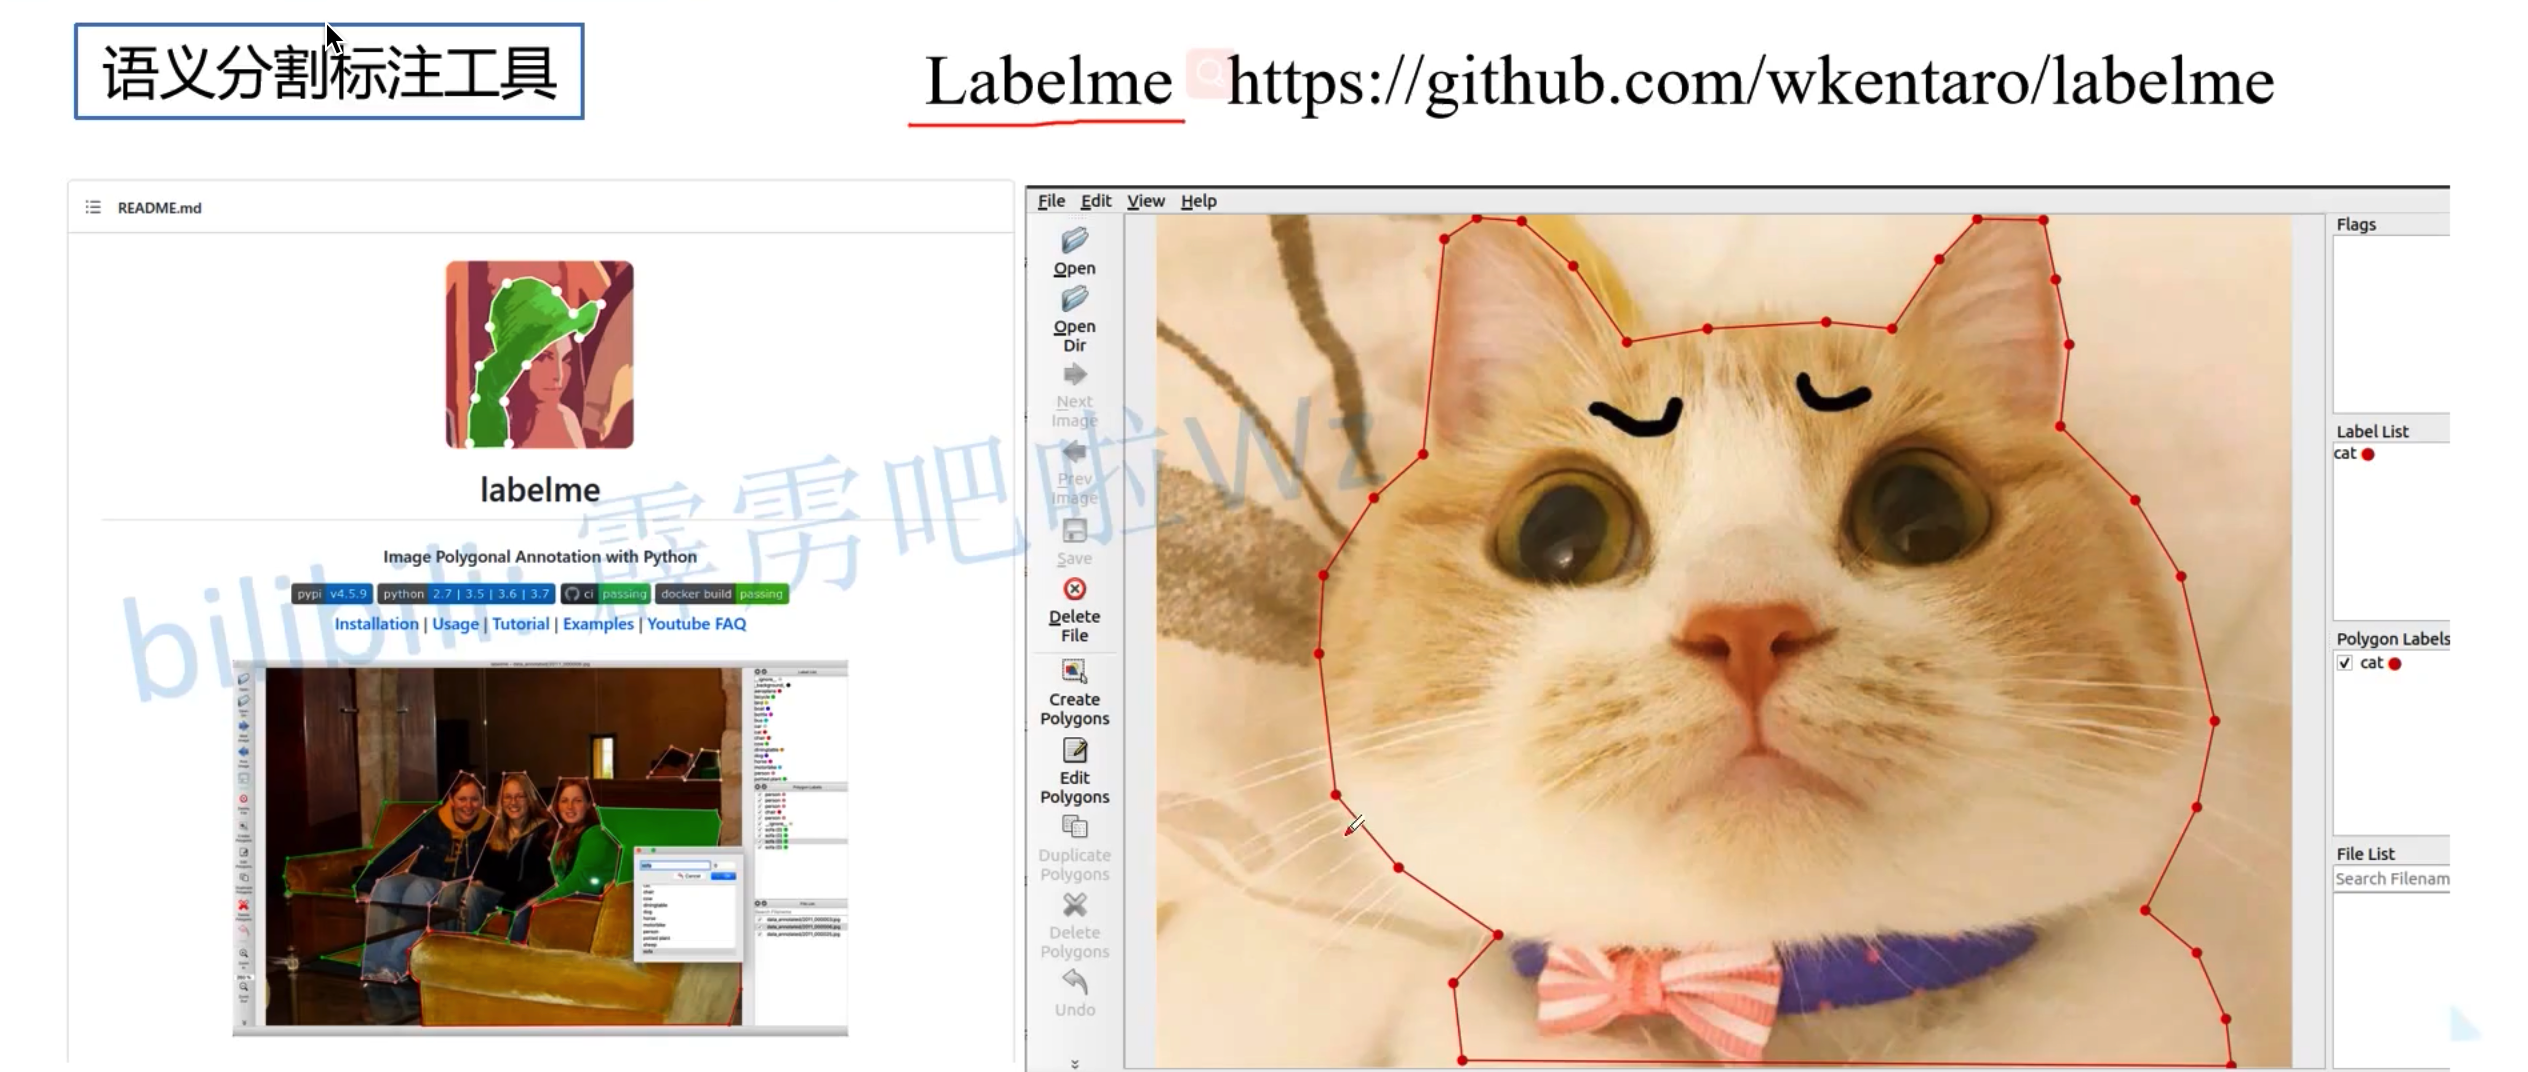 语义分割标注工具
Labelme https://github.com/wkentaro/labelme
README.md
labelme
Image Polygonal Annotation with Python
pypi v4.5.9 python 2.7 | 3.5 | 3.6 | 3.7 ci passing docker build passing
Installation | Usage | Tutorial | Examples | Youtube FAQ
bilibili: 霹雳吧啦Wz
File Edit View Help
Open
Open
Dir
Next
Image
Prev
Image
Save
Delete
File
Create
Polygons
Edit
Polygons
Duplicate
Polygons
Delete
Polygons
Undo
Flags
Label List
cat
Polygon Labels
cat
File List
Search Filenam